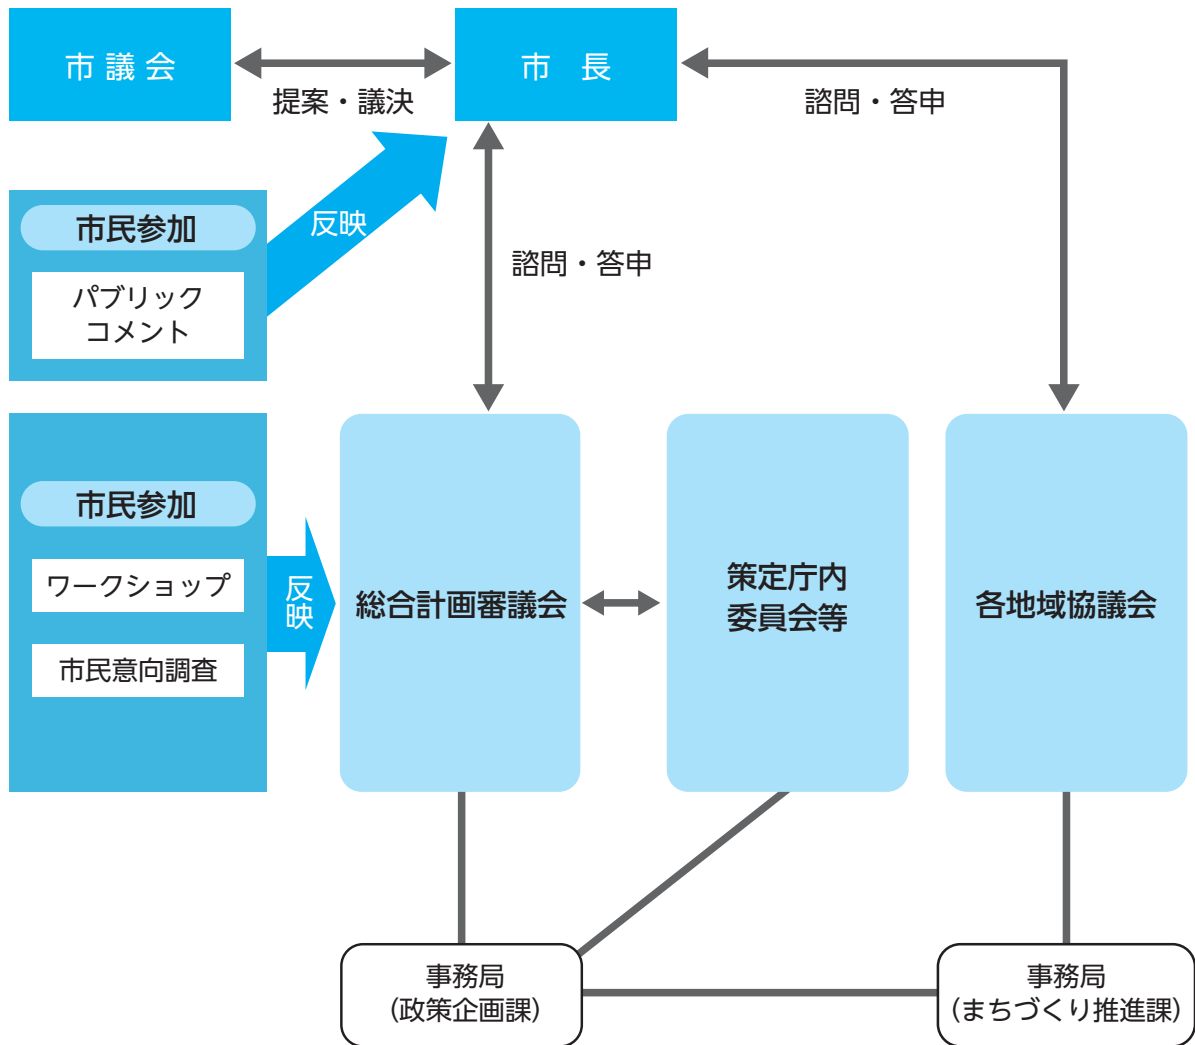 市議会
市長
提案・議決
諮問・答申
市民参加
パブリック
コメント
反映
諮問・答申
市民参加
ワークショップ
市民意向調査
反映
総合計画審議会
策定庁内
委員会等
各地域協議会
事務局
(政策企画課)
事務局
(まちづくり推進課)